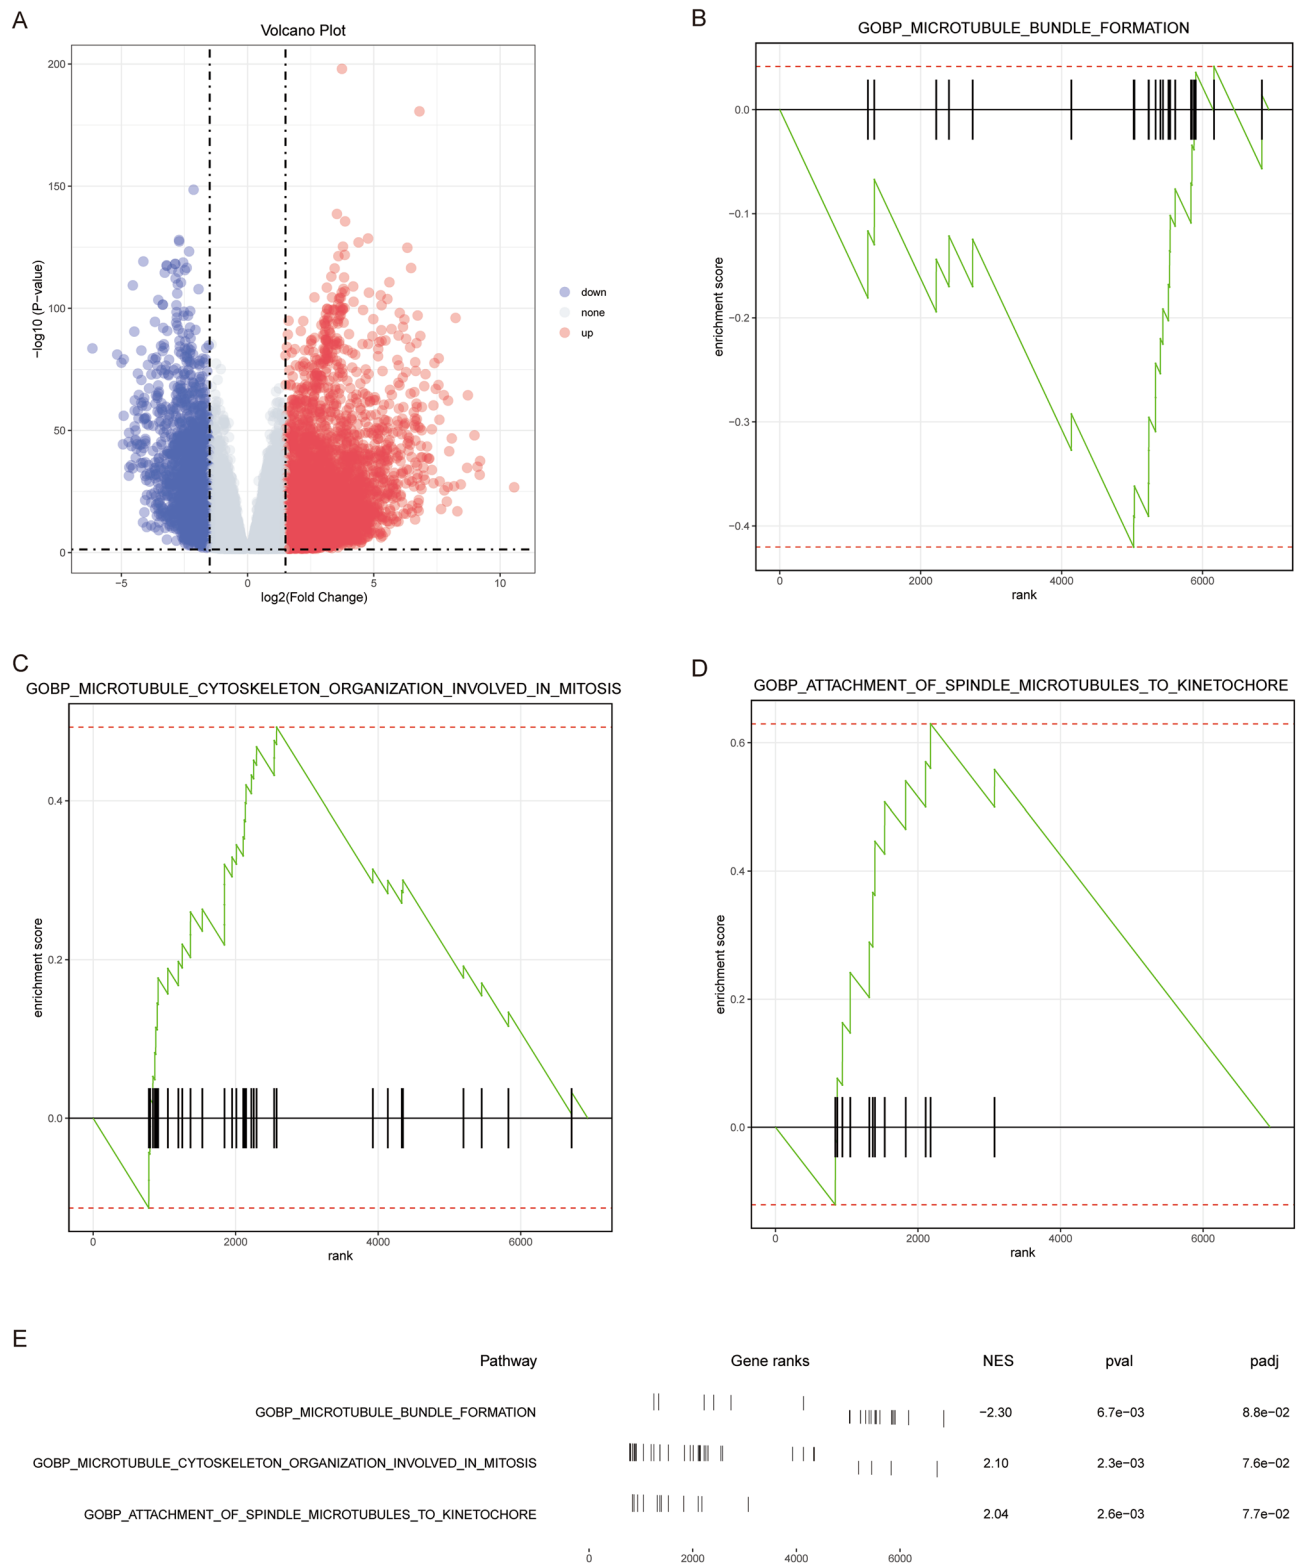 A
Volcano Plot
200
150
100
50
0
−log10 (P−value)
−5
0
5
10
log2(Fold Change)
down
none
up
B
GOBP_MICROTUBULE_BUNDLE_FORMATION
0.0
−0.1
−0.2
−0.3
−0.4
enrichment score
0
2000
4000
6000
rank
C
GOBP_MICROTUBULE_CYTOSKELETON_ORGANIZATION_INVOLVED_IN_MITOSIS
0.4
0.2
0.0
enrichment score
0
2000
4000
6000
rank
D
GOBP_ATTACHMENT_OF_SPINDLE_MICROTUBULES_TO_KINETOCHORE
0.6
0.4
0.2
0.0
enrichment score
0
2000
4000
6000
rank
E
Pathway Gene ranks NES pval padj
GOBP_MICROTUBULE_BUNDLE_FORMATION −2.30 6.7e−03 8.8e−02
GOBP_MICROTUBULE_CYTOSKELETON_ORGANIZATION_INVOLVED_IN_MITOSIS 2.10 2.3e−03 7.6e−02
GOBP_ATTACHMENT_OF_SPINDLE_MICROTUBULES_TO_KINETOCHORE 2.04 2.6e−03 7.7e−02
0 2000 4000 6000